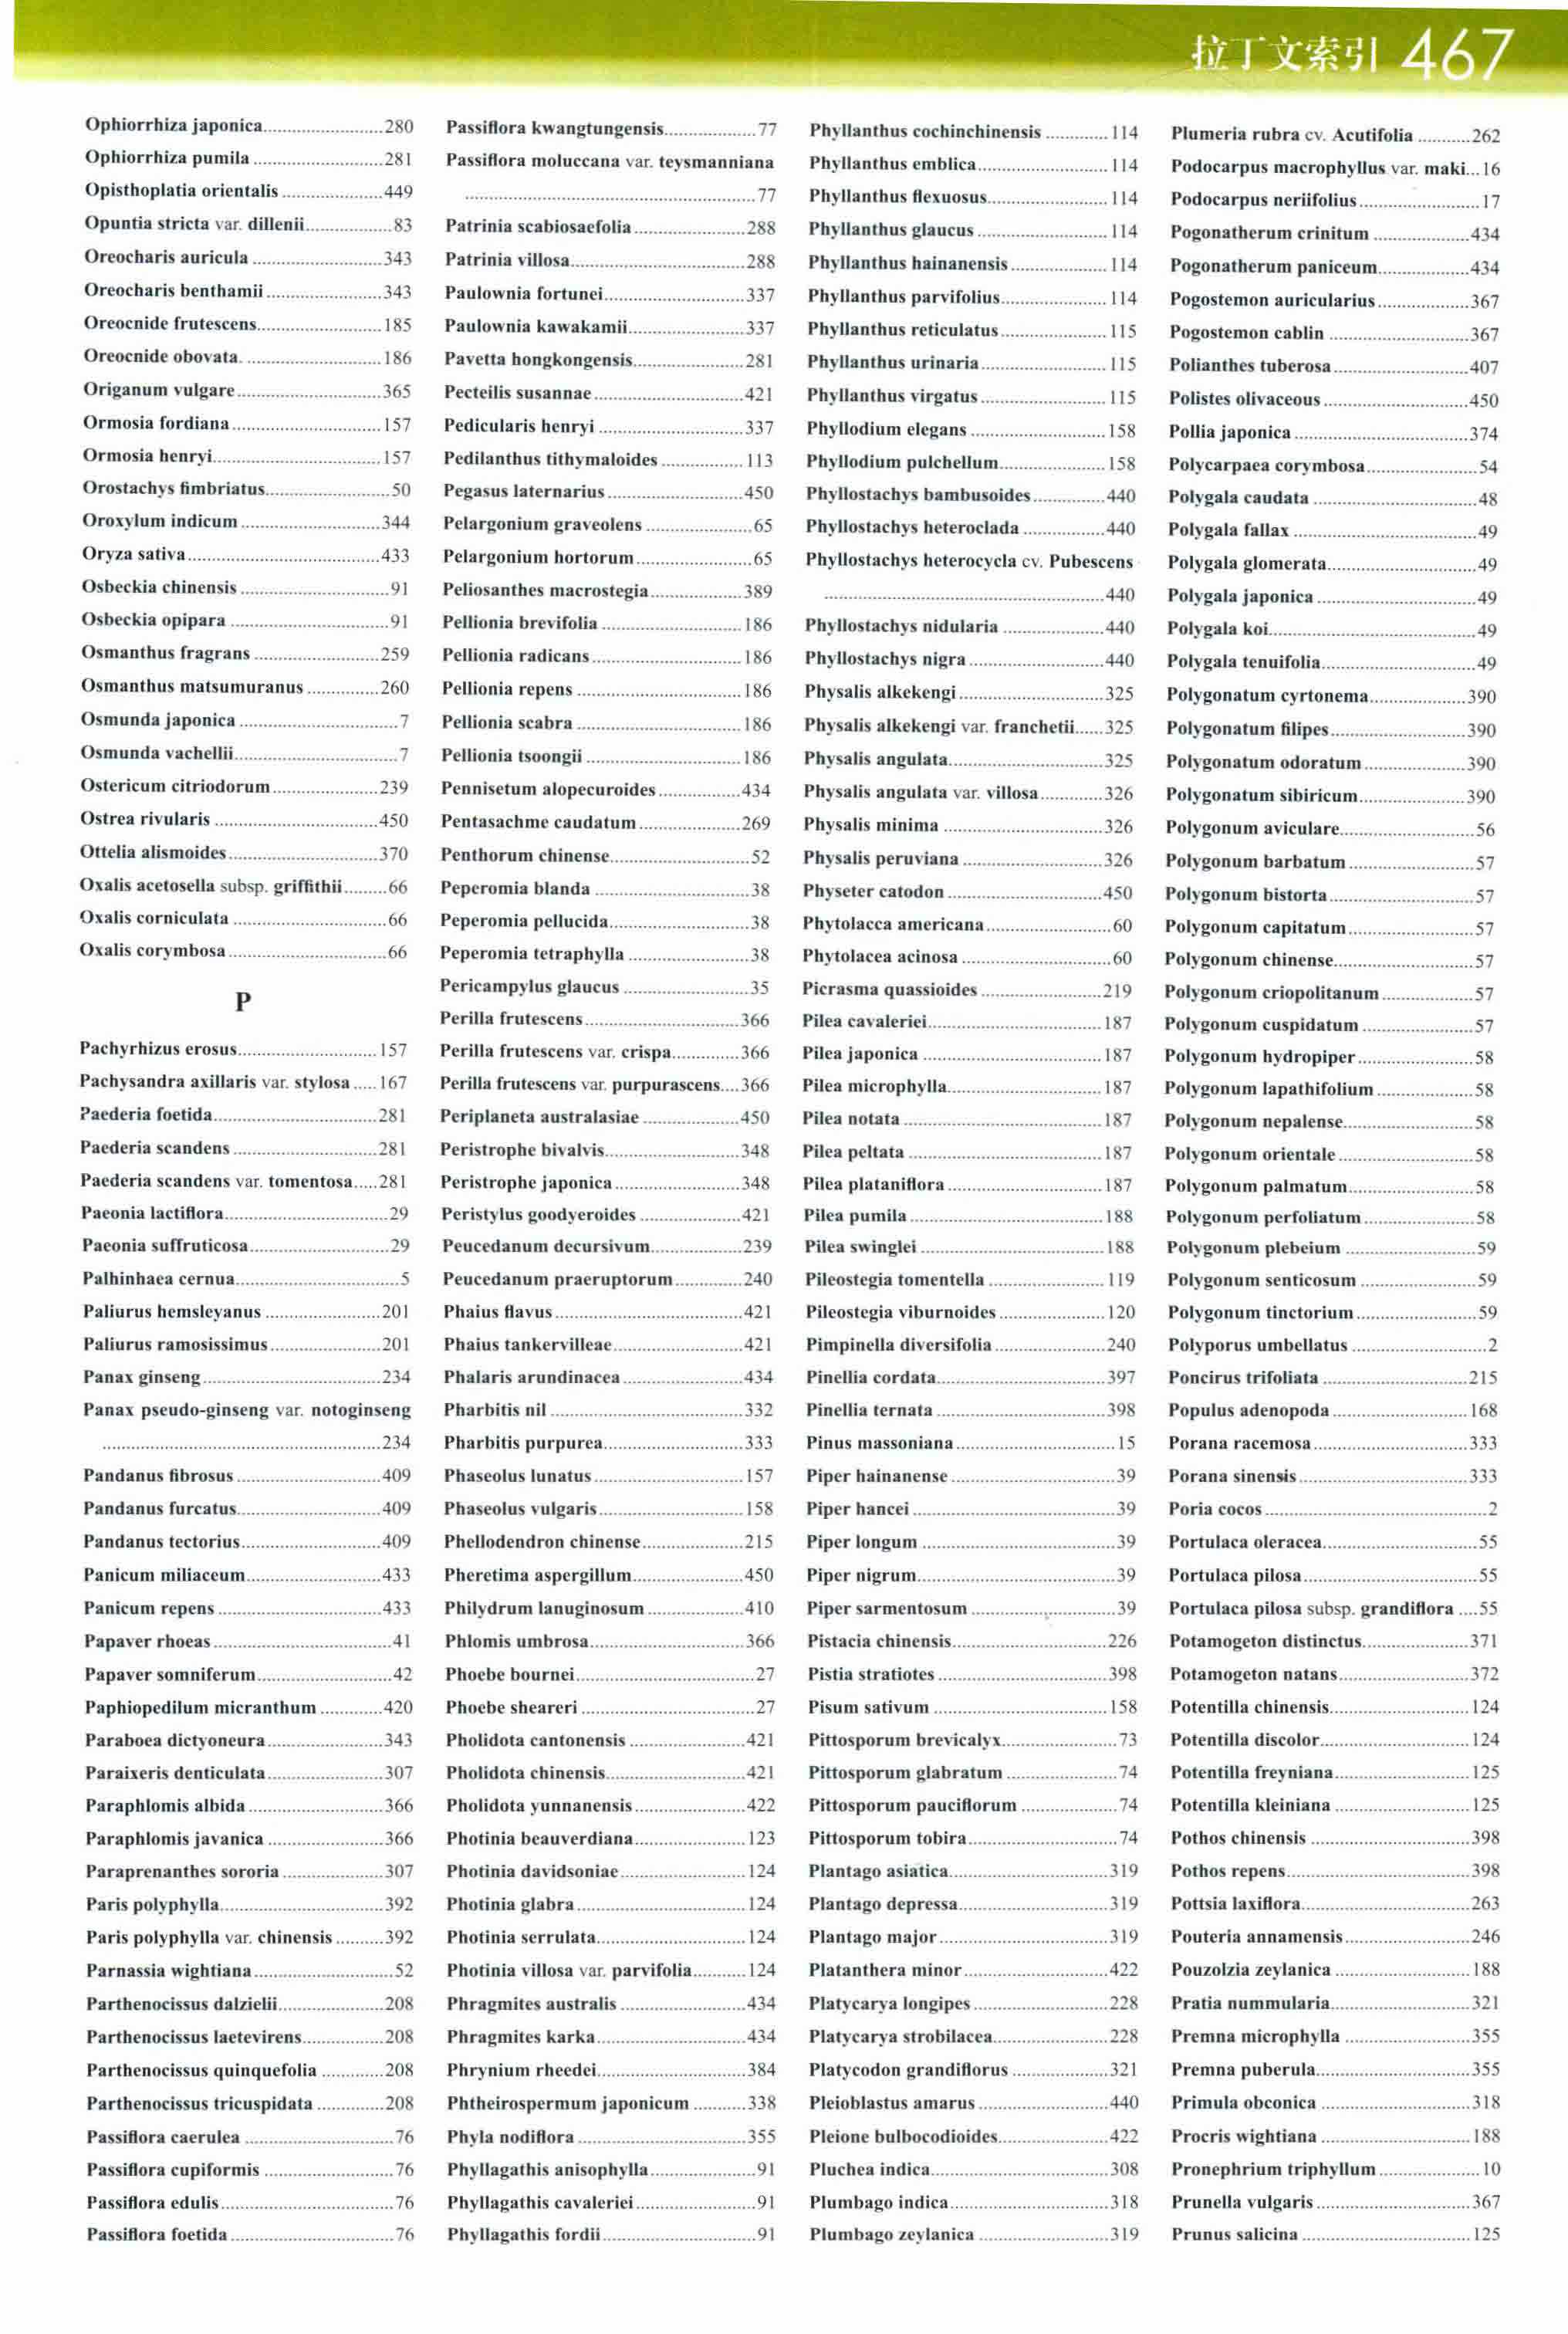 拉丁文索引 467
Ophiorrhiza japonica.......................280
Ophiorrhiza pumila.........................281
Opisthoplatia orientalis....................449
Opuntia stricta var. dillenii.................83
Oreocharis auricula.........................343
Oreocharis benthamii.......................343
Oreocnide frutescens........................185
Oreocnide obovata..........................186
Origanum vulgare............................365
Ormosia fordiana.............................157
Ormosia henryi................................157
Orostachys fimbriatus........................50
Oroxylum indicum...........................344
Oryza sativa.....................................433
Osbeckia chinensis.............................91
Osbeckia opipara...............................91
Osmanthus fragrans.........................259
Osmanthus matsumuranus..............260
Osmunda japonica...............................7
Osmunda vachellii................................7
Ostericum citriodorum.....................239
Ostrea rivularis................................450
Ottelia alismoides.............................370
Oxalis acetosella subsp. griffithii.........66
Oxalis corniculata..............................66
Oxalis corymbosa...............................66
P
Pachyrhizus erosus...........................157
Pachysandra axillaris var. stylosa.....167
Paederia foetida................................281
Paederia scandens............................281
Paederia scandens var. tomentosa.....281
Paeonia lactiflora................................29
Paeonia suffruticosa...........................29
Palhinhaea cernua................................5
Paliurus hemsleyanus.......................201
Paliurus ramosissimus......................201
Panax ginseng...................................234
Panax pseudo-ginseng var. notoginseng
......................................................234
Pandanus fibrosus............................409
Pandanus furcatus............................409
Pandanus tectorius...........................409
Panicum miliaceum..........................433
Panicum repens................................433
Papaver rhoeas...................................41
Papaver somniferum..........................42
Paphiopedilum micranthum............420
Paraboea dictyoneura.......................343
Paraixeris denticulata.......................307
Paraphlomis albida..........................366
Paraphlomis javanica.......................366
Paraprenanthes sororia....................307
Paris polyphylla................................392
Paris polyphylla var. chinensis.........392
Parnassia wightiana...........................52
Parthenocissus dalzielii.....................208
Parthenocissus laetevirens................208
Parthenocissus quinquefolia.............208
Parthenocissus tricuspidata..............208
Passiflora caerulea.............................76
Passiflora cupiformis.........................76
Passiflora edulis.................................76
Passiflora foetida................................76
Passiflora kwangtungensis..................77
Passiflora moluccana var. teysmanniana
........................................................77
Patrinia scabiosaefolia......................288
Patrinia villosa..................................288
Paulownia fortunei...........................337
Paulownia kawakamii.......................337
Pavetta hongkongensis.....................281
Pecteilis susannae.............................421
Pedicularis henryi............................337
Pedilanthus tithymaloides................113
Pegasus laternarius..........................450
Pelargonium graveolens.....................65
Pelargonium hortorum......................65
Peliosanthes macrostegia..................389
Pellionia brevifolia...........................186
Pellionia radicans.............................186
Pellionia repens................................186
Pellionia scabra................................186
Pellionia tsoongii..............................186
Pennisetum alopecuroides................434
Pentasachme caudatum....................269
Penthorum chinense...........................52
Peperomia blanda..............................38
Peperomia pellucida...........................38
Peperomia tetraphylla........................38
Pericampylus glaucus........................35
Perilla frutescens..............................366
Perilla frutescens var. crispa.............366
Perilla frutescens var. purpurascens....366
Periplaneta australasiae...................450
Peristrophe bivalvis..........................348
Peristrophe japonica........................348
Peristylus goodyeroides....................421
Peucedanum decursivum..................239
Peucedanum praeruptorum.............240
Phaius flavus....................................421
Phaius tankervilleae.........................421
Phalaris arundinacea.......................434
Pharbitis nil.....................................332
Pharbitis purpurea...........................333
Phaseolus lunatus.............................157
Phaseolus vulgaris............................158
Phellodendron chinense....................215
Pheretima aspergillum.....................450
Philydrum lanuginosum...................410
Phlomis umbrosa..............................366
Phoebe bournei..................................27
Phoebe sheareri.................................27
Pholidota cantonensis.......................421
Pholidota chinensis...........................421
Pholidota yunnanensis.....................422
Photinia beauverdiana......................123
Photinia davidsoniae........................124
Photinia glabra.................................124
Photinia serrulata.............................124
Photinia villosa var. parvifolia..........124
Phragmites australis........................434
Phragmites karka.............................434
Phrynium rheedei.............................384
Phtheirospermum japonicum..........338
Phyla nodiflora.................................355
Phyllagathis anisophylla....................91
Phyllagathis cavaleriei.......................91
Phyllagathis fordii.............................91
Phyllanthus cochinchinensis............114
Phyllanthus emblica.........................114
Phyllanthus flexuosus.......................114
Phyllanthus glaucus.........................114
Phyllanthus hainanensis...................114
Phyllanthus parvifolius....................114
Phyllanthus reticulatus....................115
Phyllanthus urinaria........................115
Phyllanthus virgatus........................115
Phyllodium elegans..........................158
Phyllodium pulchellum....................158
Phyllostachys bambusoides..............440
Phyllostachys heteroclada................440
Phyllostachys heterocycla cv. Pubescens
......................................................440
Phyllostachys nidularia...................440
Phyllostachys nigra..........................440
Physalis alkekengi............................325
Physalis alkekengi var. franchetii.....325
Physalis angulata..............................325
Physalis angulata var. villosa............326
Physalis minima...............................326
Physalis peruviana...........................326
Physeter catodon..............................450
Phytolacca americana........................60
Phytolacea acinosa.............................60
Picrasma quassioides.......................219
Pilea cavaleriei.................................187
Pilea japonica...................................187
Pilea microphylla..............................187
Pilea notata......................................187
Pilea peltata.....................................187
Pilea plataniflora..............................187
Pilea pumila.....................................188
Pilea swinglei...................................188
Pileostegia tomentella......................119
Pileostegia viburnoides....................120
Pimpinella diversifolia.....................240
Pinellia cordata................................397
Pinellia ternata................................398
Pinus massoniana..............................15
Piper hainanense...............................39
Piper hancei......................................39
Piper longum.....................................39
Piper nigrum.....................................39
Piper sarmentosum............................39
Pistacia chinensis.............................226
Pistia stratiotes................................398
Pisum sativum..................................158
Pittosporum brevicalyx......................73
Pittosporum glabratum.....................74
Pittosporum pauciflorum...................74
Pittosporum tobira............................74
Plantago asiatica..............................319
Plantago depressa............................319
Plantago major.................................319
Platanthera minor...........................422
Platycarya longipes..........................228
Platycarya strobilacea......................228
Platycodon grandiflorus..................321
Pleioblastus amarus.........................440
Pleione bulbocodioides.....................422
Pluchea indica..................................308
Plumbago indica...............................318
Plumbago zeylanica.........................319
Plumeria rubra cv. Acutifolia..........262
Podocarpus macrophyllus var. maki...16
Podocarpus neriifolius.......................17
Pogonatherum crinitum...................434
Pogonatherum paniceum..................434
Pogostemon auricularius..................367
Pogostemon cablin...........................367
Polianthes tuberosa..........................407
Polistes olivaceous............................450
Pollia japonica.................................374
Polycarpaea corymbosa.....................54
Polygala caudata...............................48
Polygala fallax...................................49
Polygala glomerata............................49
Polygala japonica..............................49
Polygala koi.......................................49
Polygala tenuifolia.............................49
Polygonatum cyrtonema...................390
Polygonatum filipes..........................390
Polygonatum odoratum....................390
Polygonatum sibiricum.....................390
Polygonum aviculare.........................56
Polygonum barbatum........................57
Polygonum bistorta...........................57
Polygonum capitatum........................57
Polygonum chinense..........................57
Polygonum criopolitanum.................57
Polygonum cuspidatum.....................57
Polygonum hydropiper......................58
Polygonum lapathifolium..................58
Polygonum nepalense........................58
Polygonum orientale.........................58
Polygonum palmatum.......................58
Polygonum perfoliatum.....................58
Polygonum plebeium.........................59
Polygonum senticosum......................59
Polygonum tinctorium.......................59
Polyporus umbellatus..........................2
Poncirus trifoliata............................215
Populus adenopoda..........................168
Porana racemosa..............................333
Porana sinensis.................................333
Poria cocos..........................................2
Portulaca oleracea.............................55
Portulaca pilosa.................................55
Portulaca pilosa subsp. grandiflora....55
Potamogeton distinctus....................371
Potamogeton natans.........................372
Potentilla chinensis...........................124
Potentilla discolor.............................124
Potentilla freyniana..........................125
Potentilla kleiniana..........................125
Pothos chinensis...............................398
Pothos repens...................................398
Pottsia laxiflora................................263
Pouteria annamensis........................246
Pouzolzia zeylanica..........................188
Pratia nummularia...........................321
Premna microphylla........................355
Premna puberula..............................355
Primula obconica.............................318
Procris wightiana.............................188
Pronephrium triphyllum...................10
Prunella vulgaris..............................367
Prunus salicina.................................125